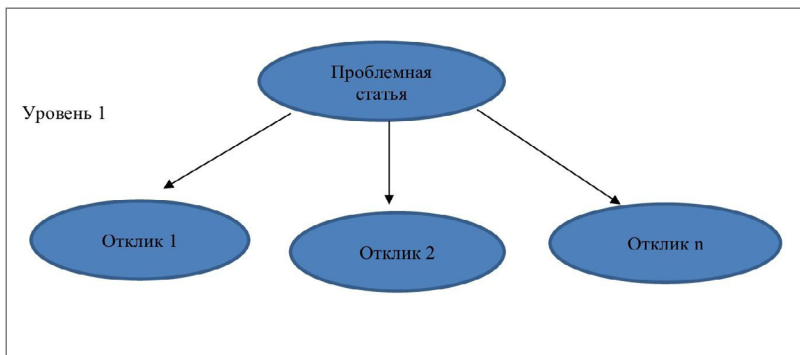 Проблемная
статья
Уровень 1
Отклик 1
Отклик 2
Отклик n